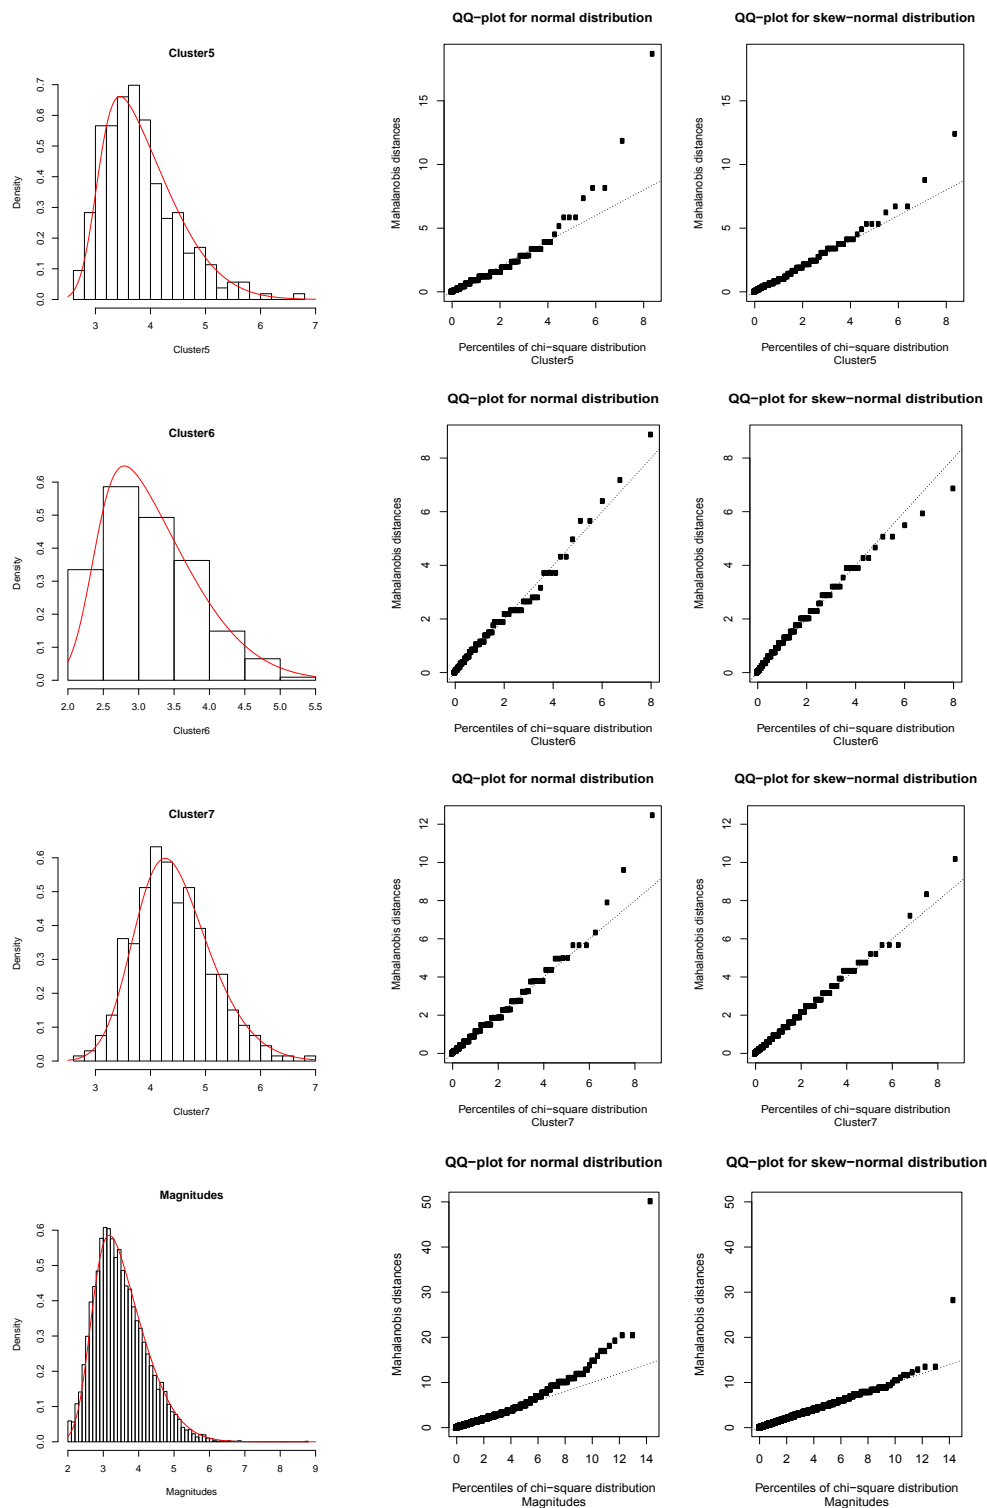 Cluster5
Density
0.0 0.1 0.2 0.3 0.4 0.5 0.6 0.7
3 4 5 6 7
Cluster5
QQ−plot for normal distribution
Mahalanobis distances
0 5 10 15
0 2 4 6 8
Percentiles of chi−square distribution
Cluster5
QQ−plot for skew−normal distribution
Mahalanobis distances
0 5 10 15
0 2 4 6 8
Percentiles of chi−square distribution
Cluster5
Cluster6
Density
0.0 0.1 0.2 0.3 0.4 0.5 0.6
2.0 2.5 3.0 3.5 4.0 4.5 5.0 5.5
Cluster6
QQ−plot for normal distribution
Mahalanobis distances
0 2 4 6 8
0 2 4 6 8
Percentiles of chi−square distribution
Cluster6
QQ−plot for skew−normal distribution
Mahalanobis distances
0 2 4 6 8
0 2 4 6 8
Percentiles of chi−square distribution
Cluster6
Cluster7
Density
0.0 0.1 0.2 0.3 0.4 0.5 0.6
3 4 5 6 7
Cluster7
QQ−plot for normal distribution
Mahalanobis distances
0 2 4 6 8 10 12
0 2 4 6 8
Percentiles of chi−square distribution
Cluster7
QQ−plot for skew−normal distribution
Mahalanobis distances
0 2 4 6 8 10 12
0 2 4 6 8
Percentiles of chi−square distribution
Cluster7
Magnitudes
Density
0.0 0.1 0.2 0.3 0.4 0.5 0.6
2 3 4 5 6 7 8 9
Magnitudes
QQ−plot for normal distribution
Mahalanobis distances
0 10 20 30 40 50
0 2 4 6 8 10 12 14
Percentiles of chi−square distribution
Magnitudes
QQ−plot for skew−normal distribution
Mahalanobis distances
0 10 20 30 40 50
0 2 4 6 8 10 12 14
Percentiles of chi−square distribution
Magnitudes